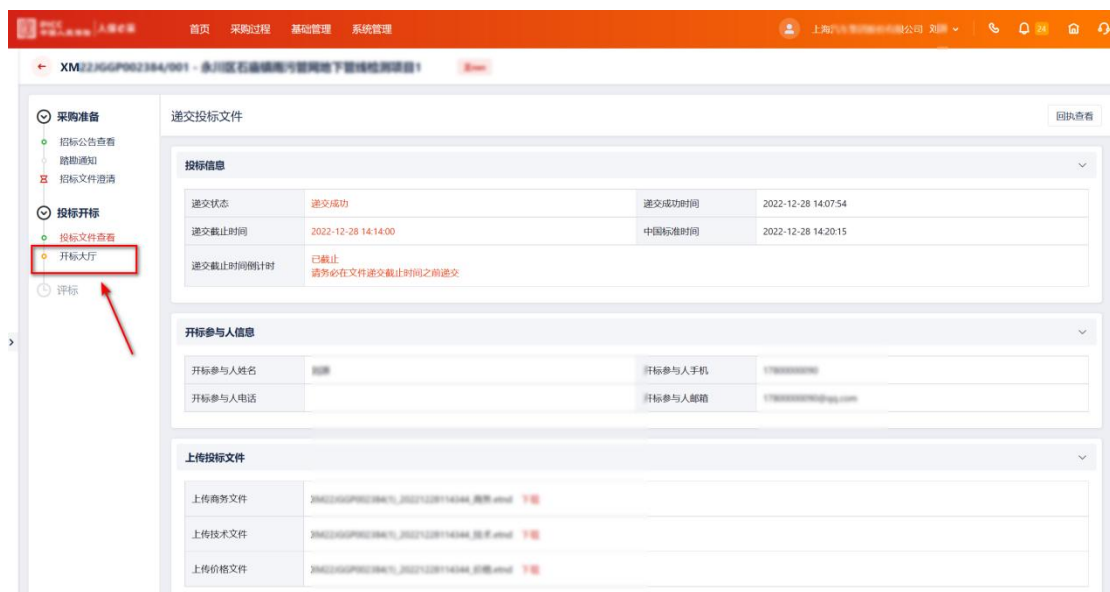 首页 采购过程 基础管理 系统管理 上海 公司 刘 24
XM
采购准备
招标公告查看
踏勘通知
招标文件澄清
投标开标
投标文件查看
开标大厅
评标
递交投标文件 回执查看
投标信息
递交状态 递交成功 递交成功时间 2022-12-28 14:07:54
递交截止时间 2022-12-28 14:14:00 中国标准时间 2022-12-28 14:20:15
递交截止时间倒计时 已截止
请务必在文件递交截止时间之前递交
开标参与人信息
开标参与人姓名 开标参与人手机
开标参与人电话 开标参与人邮箱
上传投标文件
上传商务文件 下载
上传技术文件 下载
上传价格文件 下载